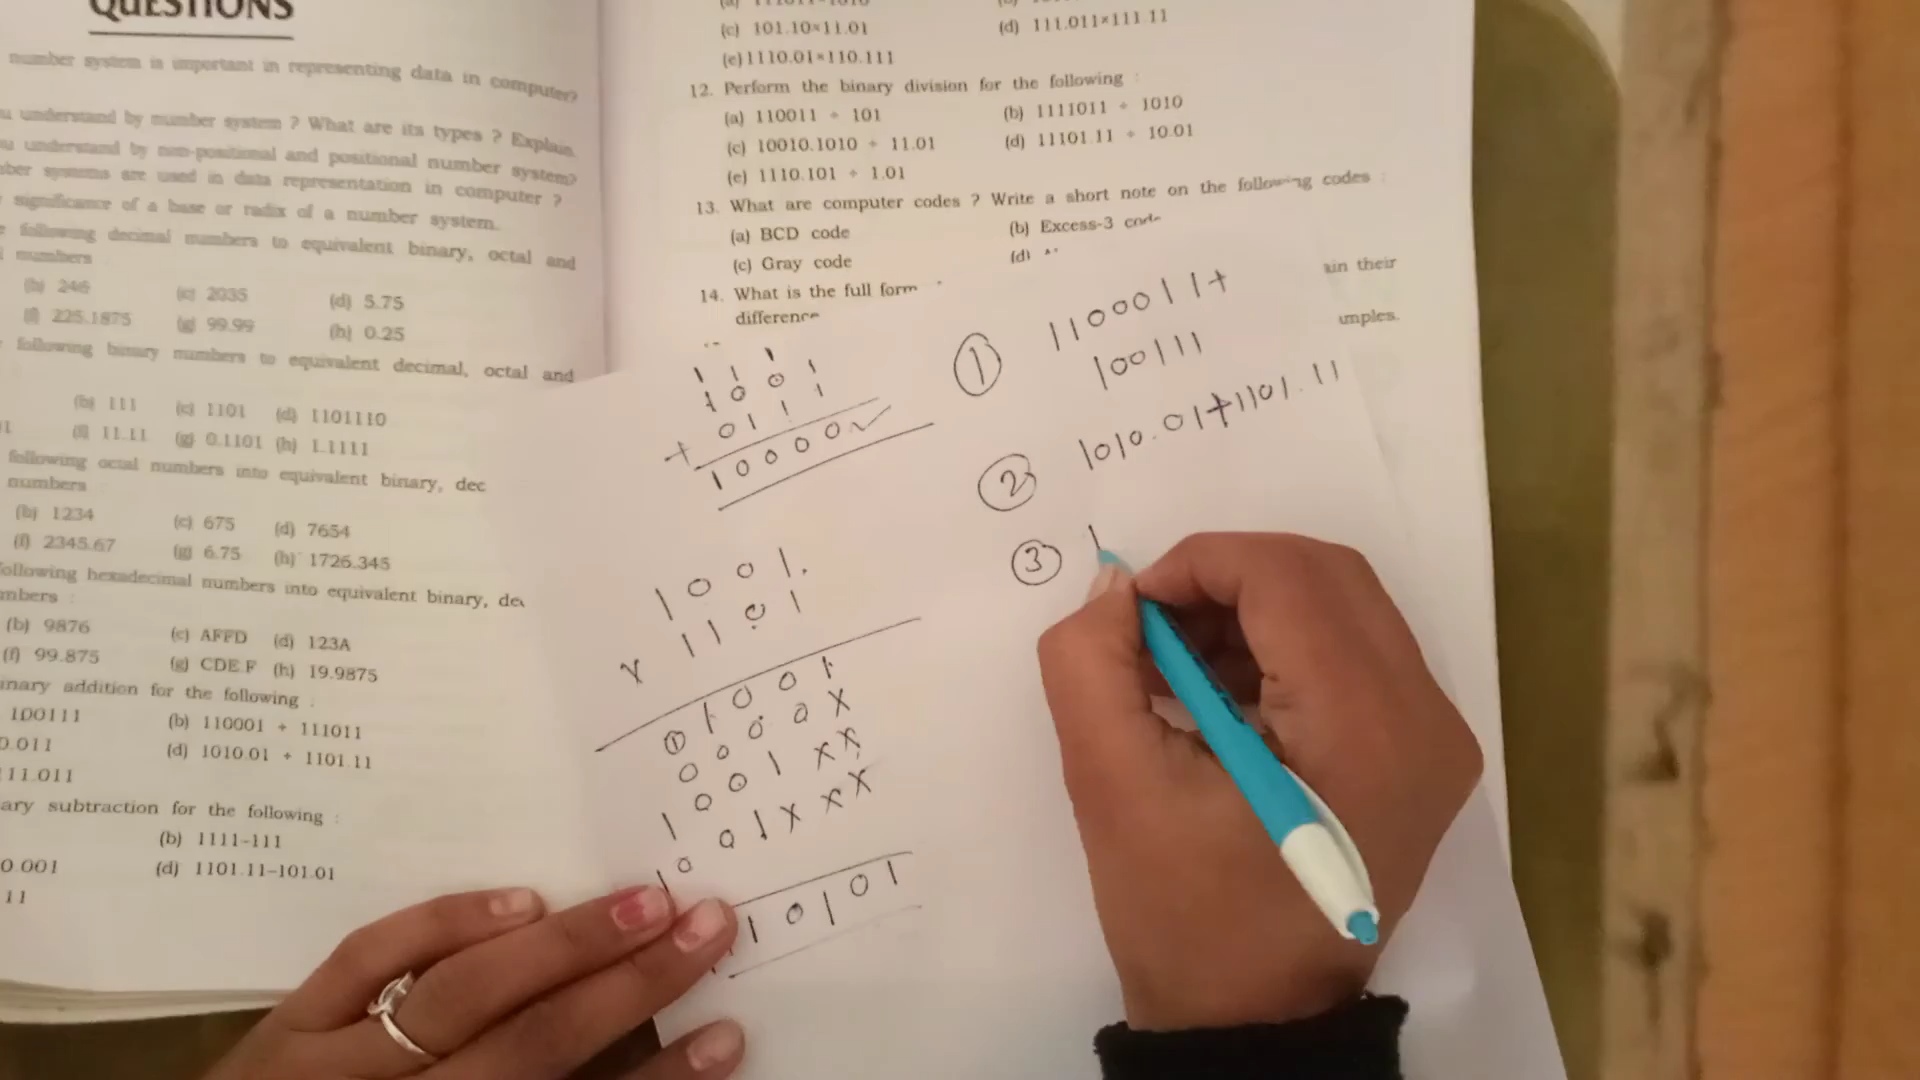 QUESTIONS
number system is important in representing data in computer?
understand by number system ? What are its types ? Explain.
understand by non-positional and positional number system?
systems are used in data representation in computer ?
significance of a base or radix of a number system.
following decimal numbers to equivalent binary, octal and
numbers
(b) 246 (c) 2035 (d) 5.75
(f) 225.1875 (g) 99.99 (h) 0.25
following binary numbers to equivalent decimal, octal and
(b) 111 (c) 1101 (d) 1101110
(f) 11.11 (g) 0.1101 (h) 1.1111
following octal numbers into equivalent binary, dec
numbers :
(b) 1234 (c) 675 (d) 7654
(f) 2345.67 (g) 6.75 (h) 1726.345
ollowing hexadecimal numbers into equivalent binary, de
mbers :
(b) 9876 (c) AFFD (d) 123A
(f) 99.875 (g) CDE.F (h) 19.9875
inary addition for the following :
100111 (b) 110001 + 111011
0.011 (d) 1010.01 + 1101.11
11.011
ary subtraction for the following :
(b) 1111-111
0.001 (d) 1101.11-101.01
11
(c) 101.10×11.01 (d) 111.011×111.11
(e) 1110.01×110.111
12. Perform the binary division for the following :
(a) 110011 ÷ 101 (b) 1111011 ÷ 1010
(c) 10010.1010 ÷ 11.01 (d) 11101.11 ÷ 10.01
(e) 1110.101 ÷ 1.01
13. What are computer codes ? Write a short note on the following codes :
(a) BCD code (b) Excess-3 code
(c) Gray code (d)
14. What is the full form ain their
difference
mples.
1
1 1 1
1 0 0 1
+ 0 1 1 1
1 0 0 0 0 ✓
1 0 0 1.
x 1 1 0 1
① 1 0 0 1
0 0 0 0 X
1 0 0 1 X X
1 0 0 1 X X X
1 0 1 0 1
① 1100011+
100111
② 1010.01+1101.11
③ 1